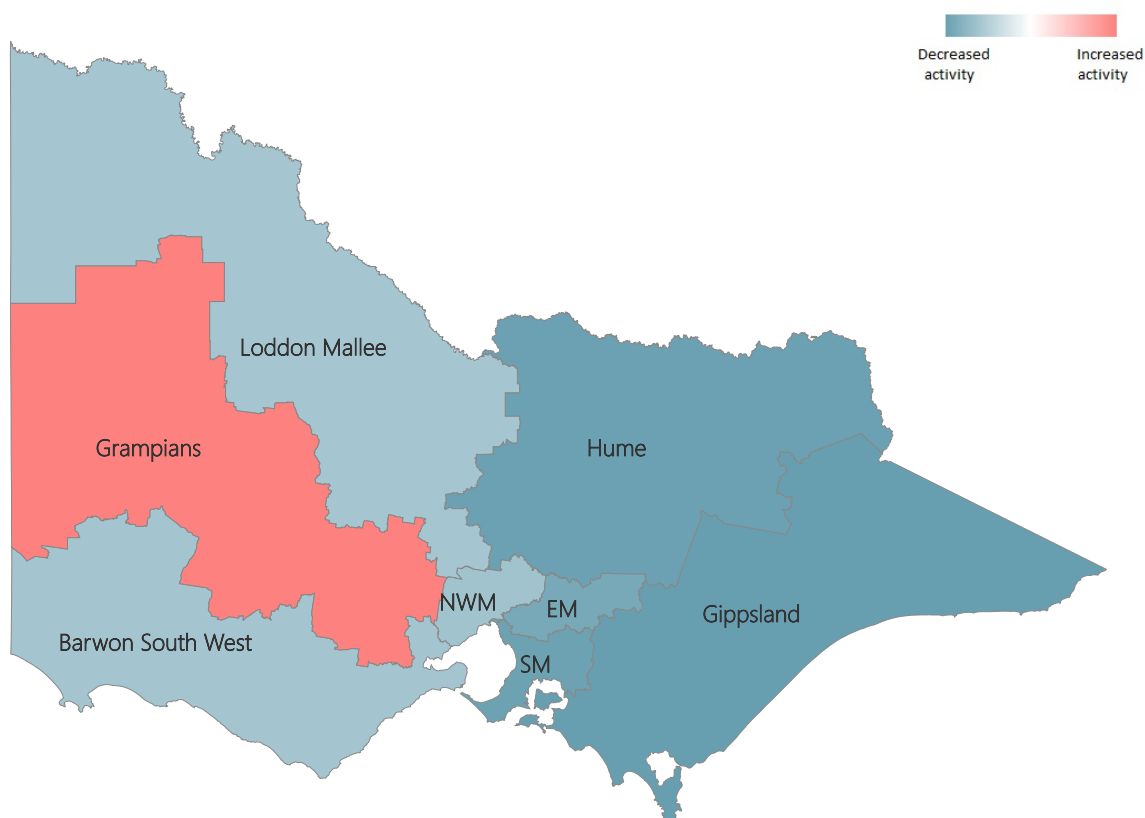 Decreased
activity
Increased
activity
Loddon Mallee
Grampians
Hume
NWM
EM
Gippsland
Barwon South West
SM